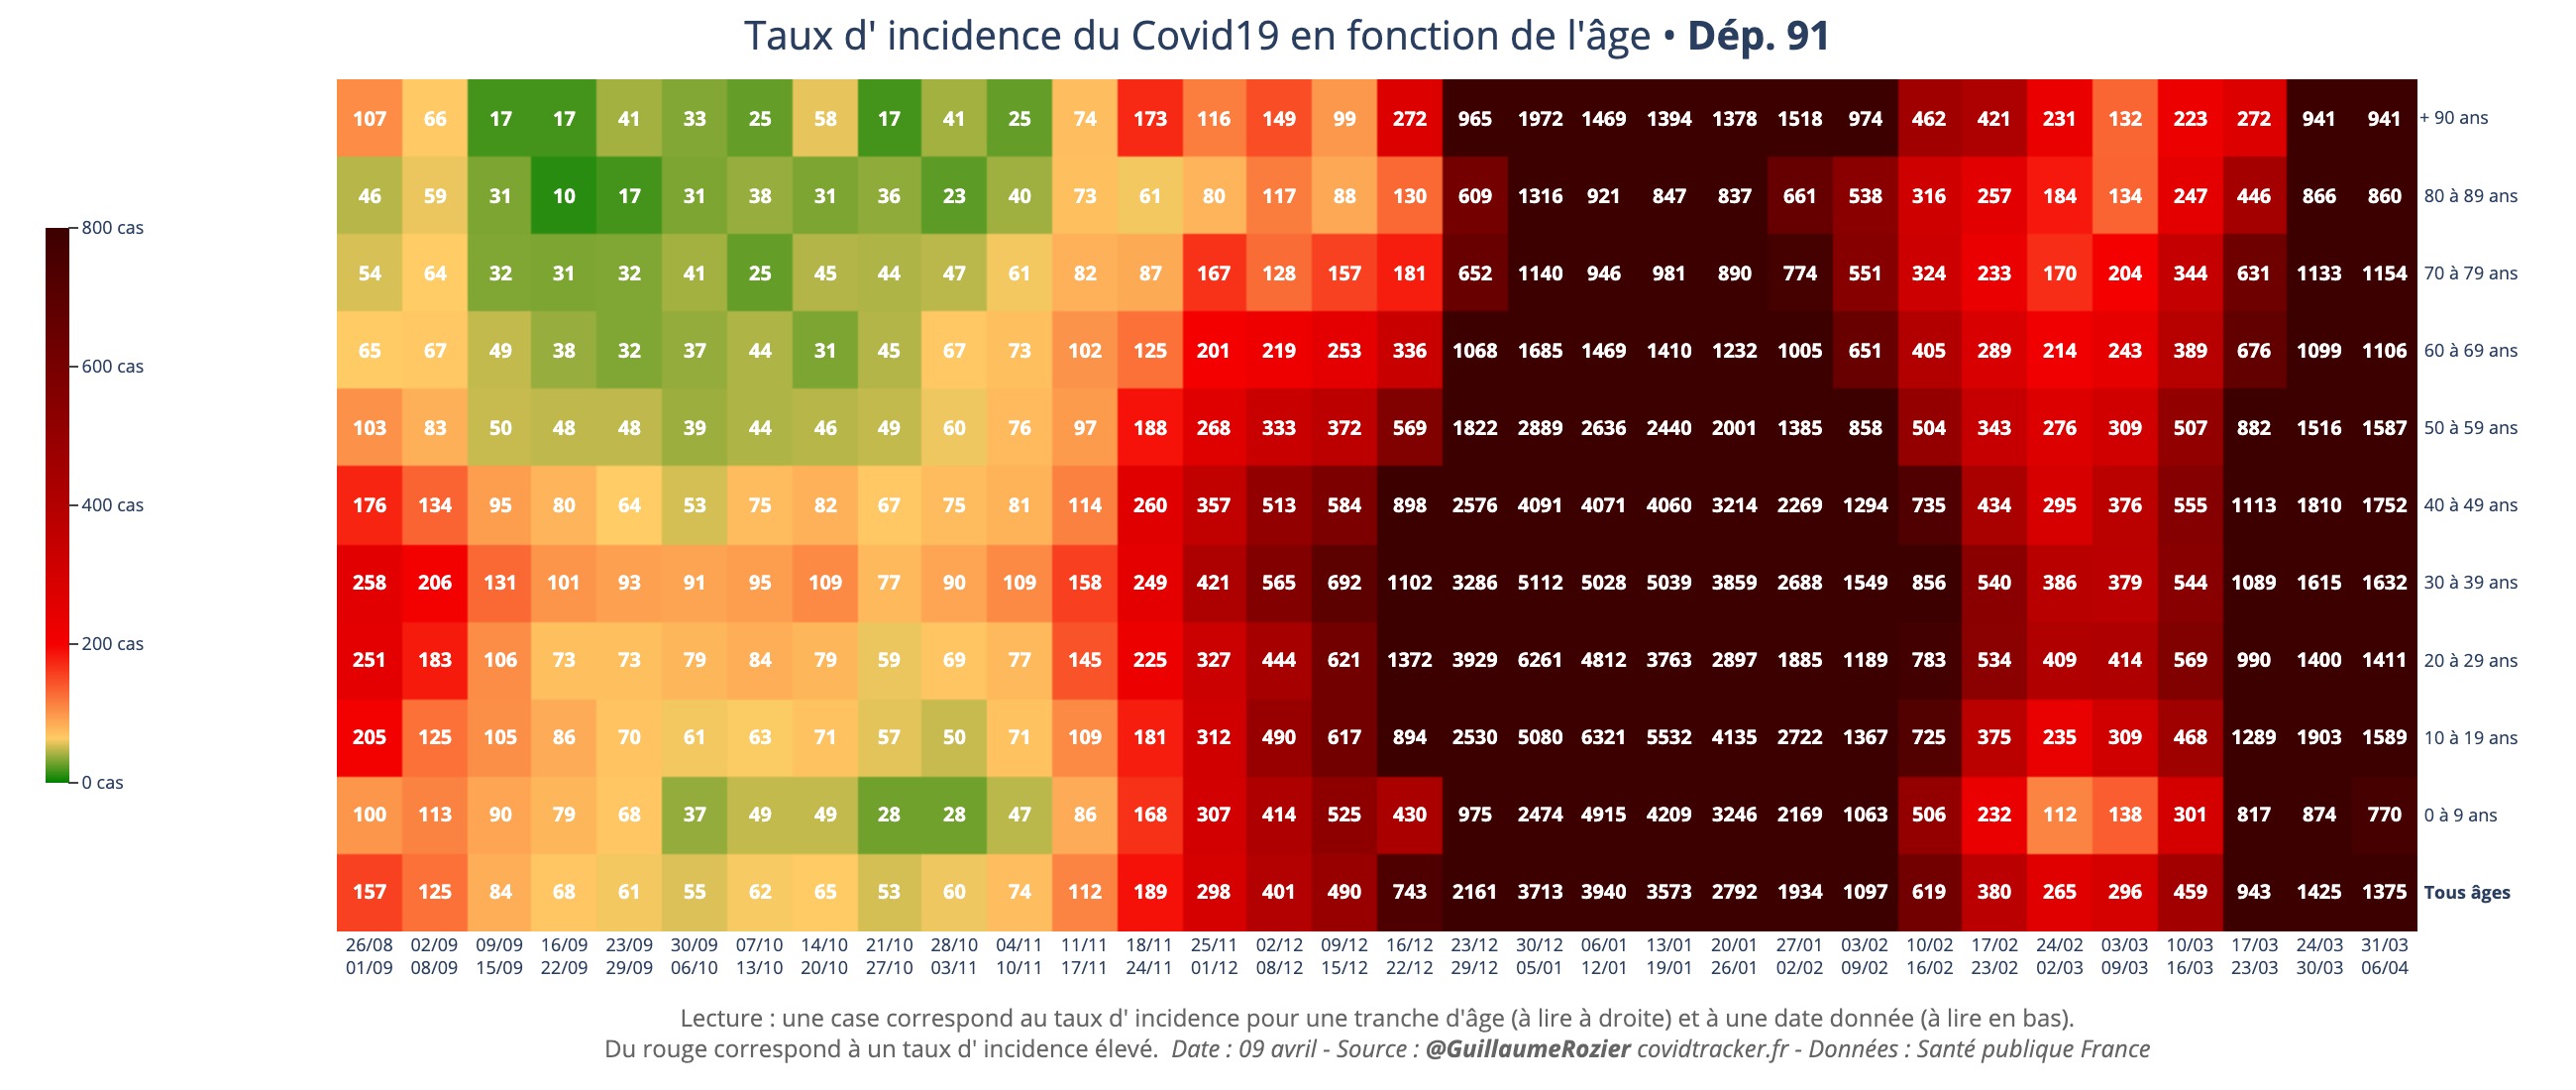 Taux d' incidence du Covid19 en fonction de l'âge • Dép. 91
107 66 17 17 41 33 25 58 17 41 25 74 173 116 149 99 272 965 1972 1469 1394 1378 1518 974 462 421 231 132 223 272 941 941 + 90 ans
46 59 31 10 17 31 38 31 36 23 40 73 61 80 117 88 130 609 1316 921 847 837 661 538 316 257 184 134 247 446 866 860 80 à 89 ans
54 64 32 31 32 41 25 45 44 47 61 82 87 167 128 157 181 652 1140 946 981 890 774 551 324 233 170 204 344 631 1133 1154 70 à 79 ans
65 67 49 38 32 37 44 31 45 67 73 102 125 201 219 253 336 1068 1685 1469 1410 1232 1005 651 405 289 214 243 389 676 1099 1106 60 à 69 ans
103 83 50 48 48 39 44 46 49 60 76 97 188 268 333 372 569 1822 2889 2636 2440 2001 1385 858 504 343 276 309 507 882 1516 1587 50 à 59 ans
176 134 95 80 64 53 75 82 67 75 81 114 260 357 513 584 898 2576 4091 4071 4060 3214 2269 1294 735 434 295 376 555 1113 1810 1752 40 à 49 ans
258 206 131 101 93 91 95 109 77 90 109 158 249 421 565 692 1102 3286 5112 5028 5039 3859 2688 1549 856 540 386 379 544 1089 1615 1632 30 à 39 ans
251 183 106 73 73 79 84 79 59 69 77 145 225 327 444 621 1372 3929 6261 4812 3763 2897 1885 1189 783 534 409 414 569 990 1400 1411 20 à 29 ans
205 125 105 86 70 61 63 71 57 50 71 109 181 312 490 617 894 2530 5080 6321 5532 4135 2722 1367 725 375 235 309 468 1289 1903 1589 10 à 19 ans
100 113 90 79 68 37 49 49 28 28 47 86 168 307 414 525 430 975 2474 4915 4209 3246 2169 1063 506 232 112 138 301 817 874 770 0 à 9 ans
157 125 84 68 61 55 62 65 53 60 74 112 189 298 401 490 743 2161 3713 3940 3573 2792 1934 1097 619 380 265 296 459 943 1425 1375 Tous âges
26/08 02/09 09/09 16/09 23/09 30/09 07/10 14/10 21/10 28/10 04/11 11/11 18/11 25/11 02/12 09/12 16/12 23/12 30/12 06/01 13/01 20/01 27/01 03/02 10/02 17/02 24/02 03/03 10/03 17/03 24/03 31/03
01/09 08/09 15/09 22/09 29/09 06/10 13/10 20/10 27/10 03/11 10/11 17/11 24/11 01/12 08/12 15/12 22/12 29/12 05/01 12/01 19/01 26/01 02/02 09/02 16/02 23/02 02/03 09/03 16/03 23/03 30/03 06/04
800 cas
600 cas
400 cas
200 cas
0 cas
Lecture : une case correspond au taux d' incidence pour une tranche d'âge (à lire à droite) et à une date donnée (à lire en bas).
Du rouge correspond à un taux d' incidence élevé. Date : 09 avril - Source : @GuillaumeRozier covidtracker.fr - Données : Santé publique France